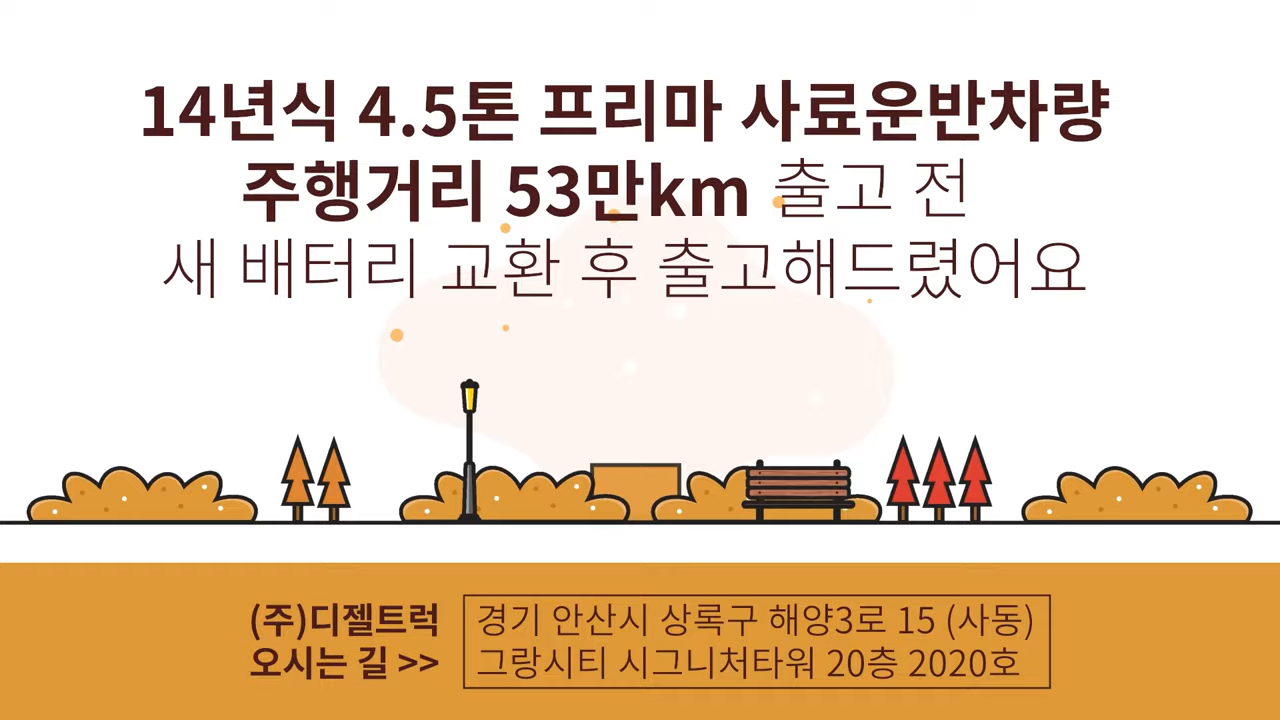 14년식 4.5톤 프리마 사료운반차량
주행거리 53만km 출고 전
새 배터리 교환 후 출고해드렸어요
(주)디젤트럭
오시는 길 >>
경기 안산시 상록구 해양3로 15 (사동)
그랑시티 시그니처타워 20층 2020호